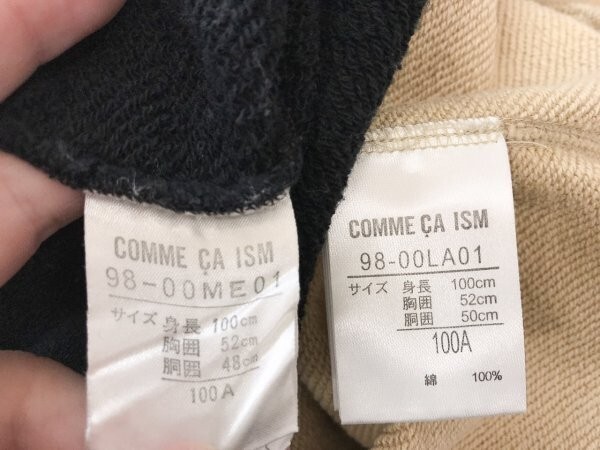 COMME ÇA ISM
98-00ME01
サイズ 身長 100cm
胸囲 52cm
胴囲 48cm
100A
COMME ÇA ISM
98-00LA01
サイズ 身長 100cm
胸囲 52cm
胴囲 50cm
100A
綿 100%